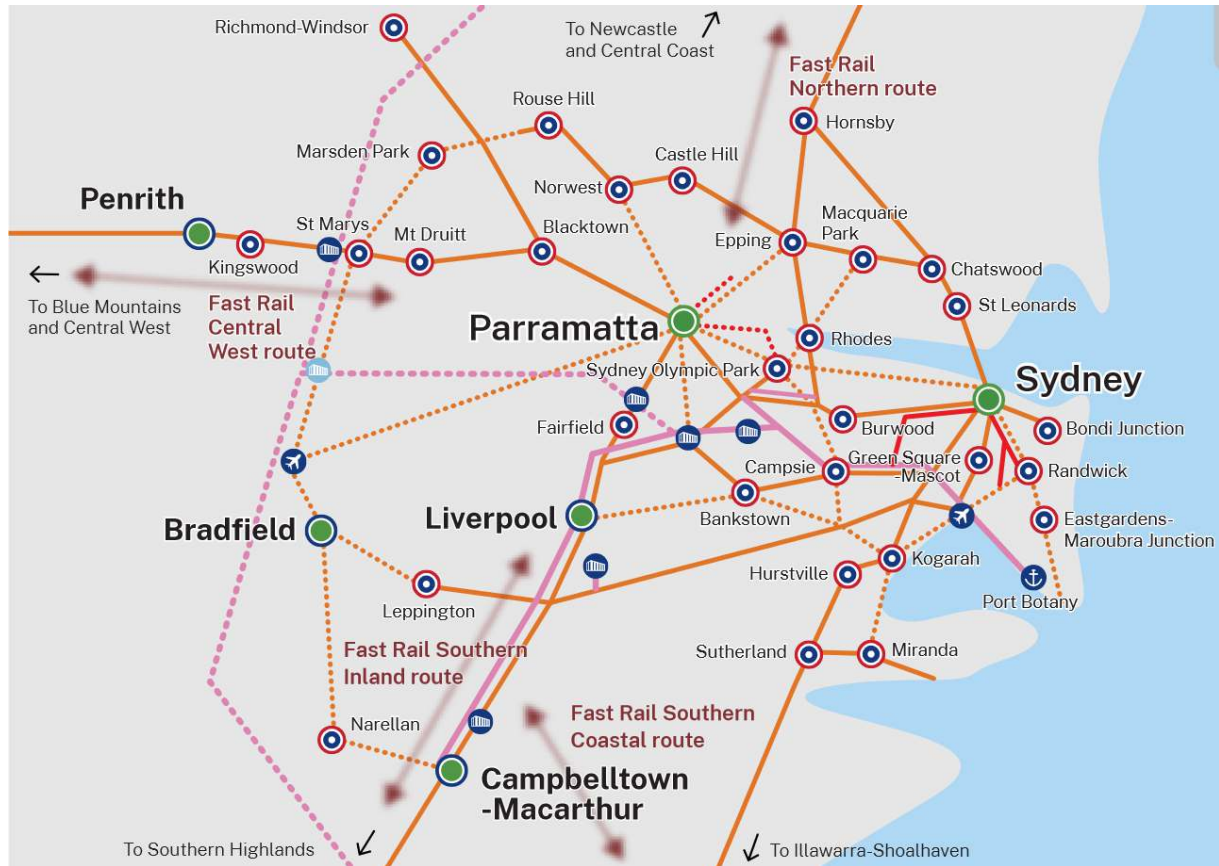 Richmond-Windsor
To Newcastle
and Central Coast
Fast Rail
Northern route
Rouse Hill
Hornsby
Marsden Park
Castle Hill
Norwest
Penrith
St Marys
Mt Druitt
Blacktown
Epping
Macquarie
Park
Kingswood
Chatswood
To Blue Mountains
and Central West
Fast Rail
Central
West route
St Leonards
Parramatta
Rhodes
Sydney Olympic Park
Sydney
Fairfield
Burwood
Bondi Junction
Campsie
Green Square
-Mascot
Randwick
Bradfield
Liverpool
Bankstown
Eastgardens-
Maroubra Junction
Kogarah
Hurstville
Leppington
Port Botany
Fast Rail Southern
Inland route
Sutherland
Miranda
Narellan
Fast Rail Southern
Coastal route
Campbelltown
-Macarthur
To Southern Highlands
To Illawarra-Shoalhaven